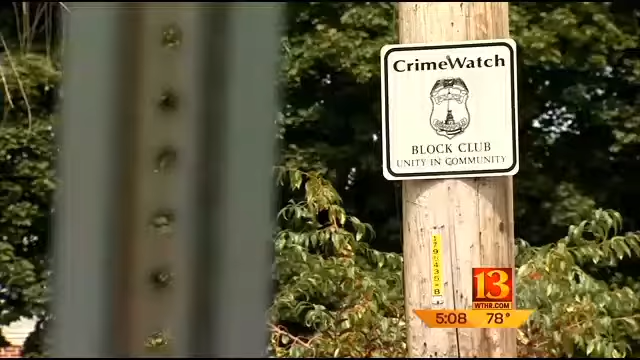 CrimeWatch
BLOCK CLUB
UNITY IN COMMUNITY
13
WTHR.COM
5:08 78°